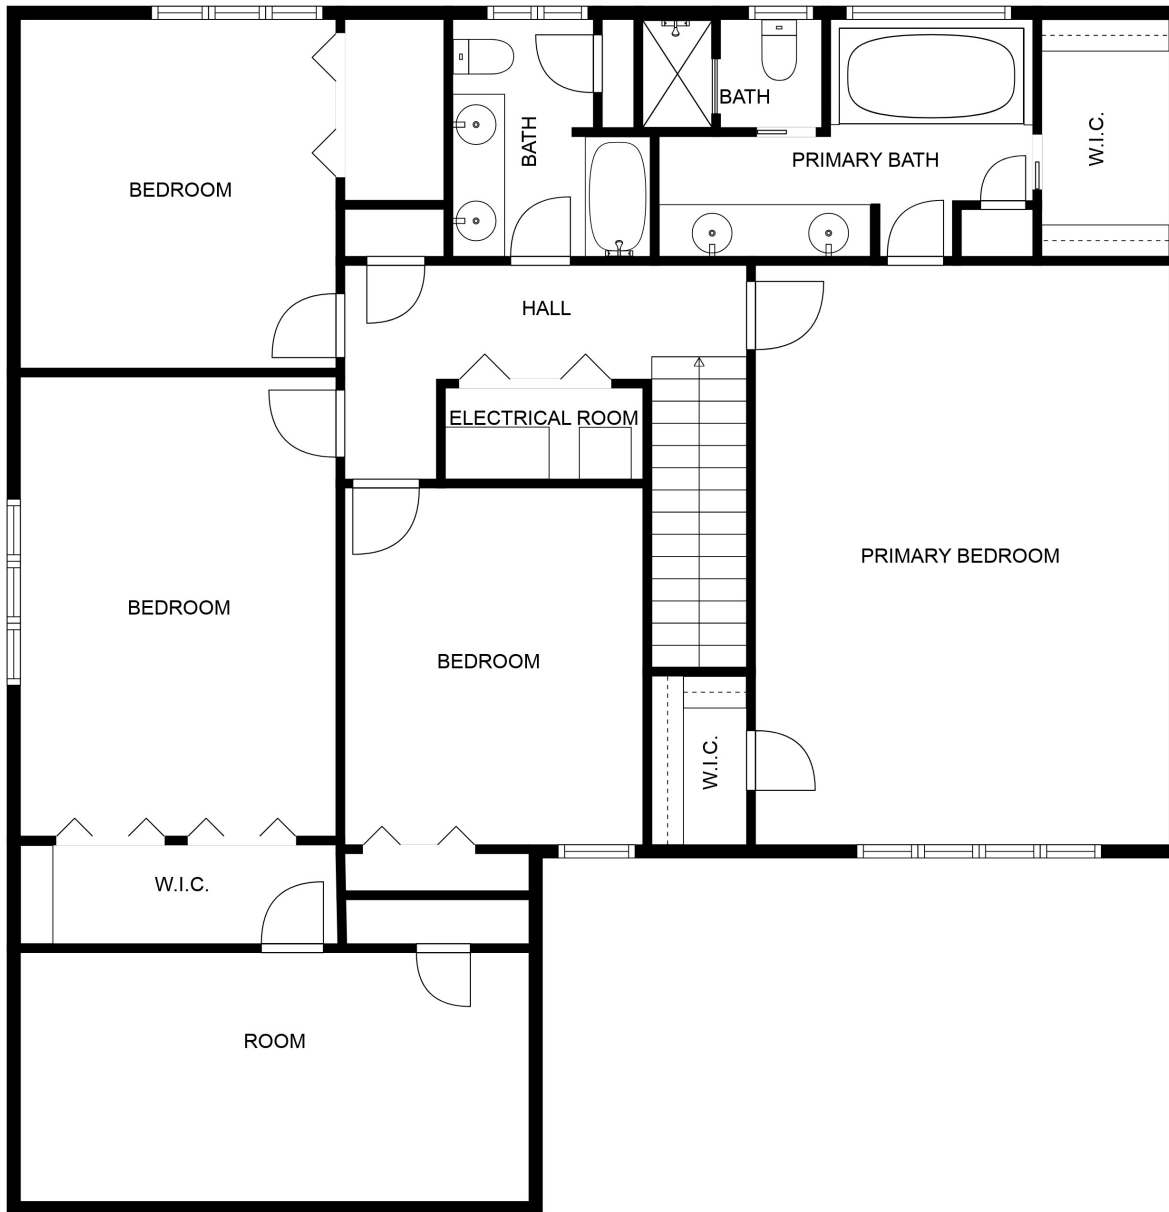 BATH
BATH
W.I.C.
PRIMARY BATH
BEDROOM
HALL
ELECTRICAL ROOM
PRIMARY BEDROOM
BEDROOM
BEDROOM
W.I.C.
W.I.C.
ROOM